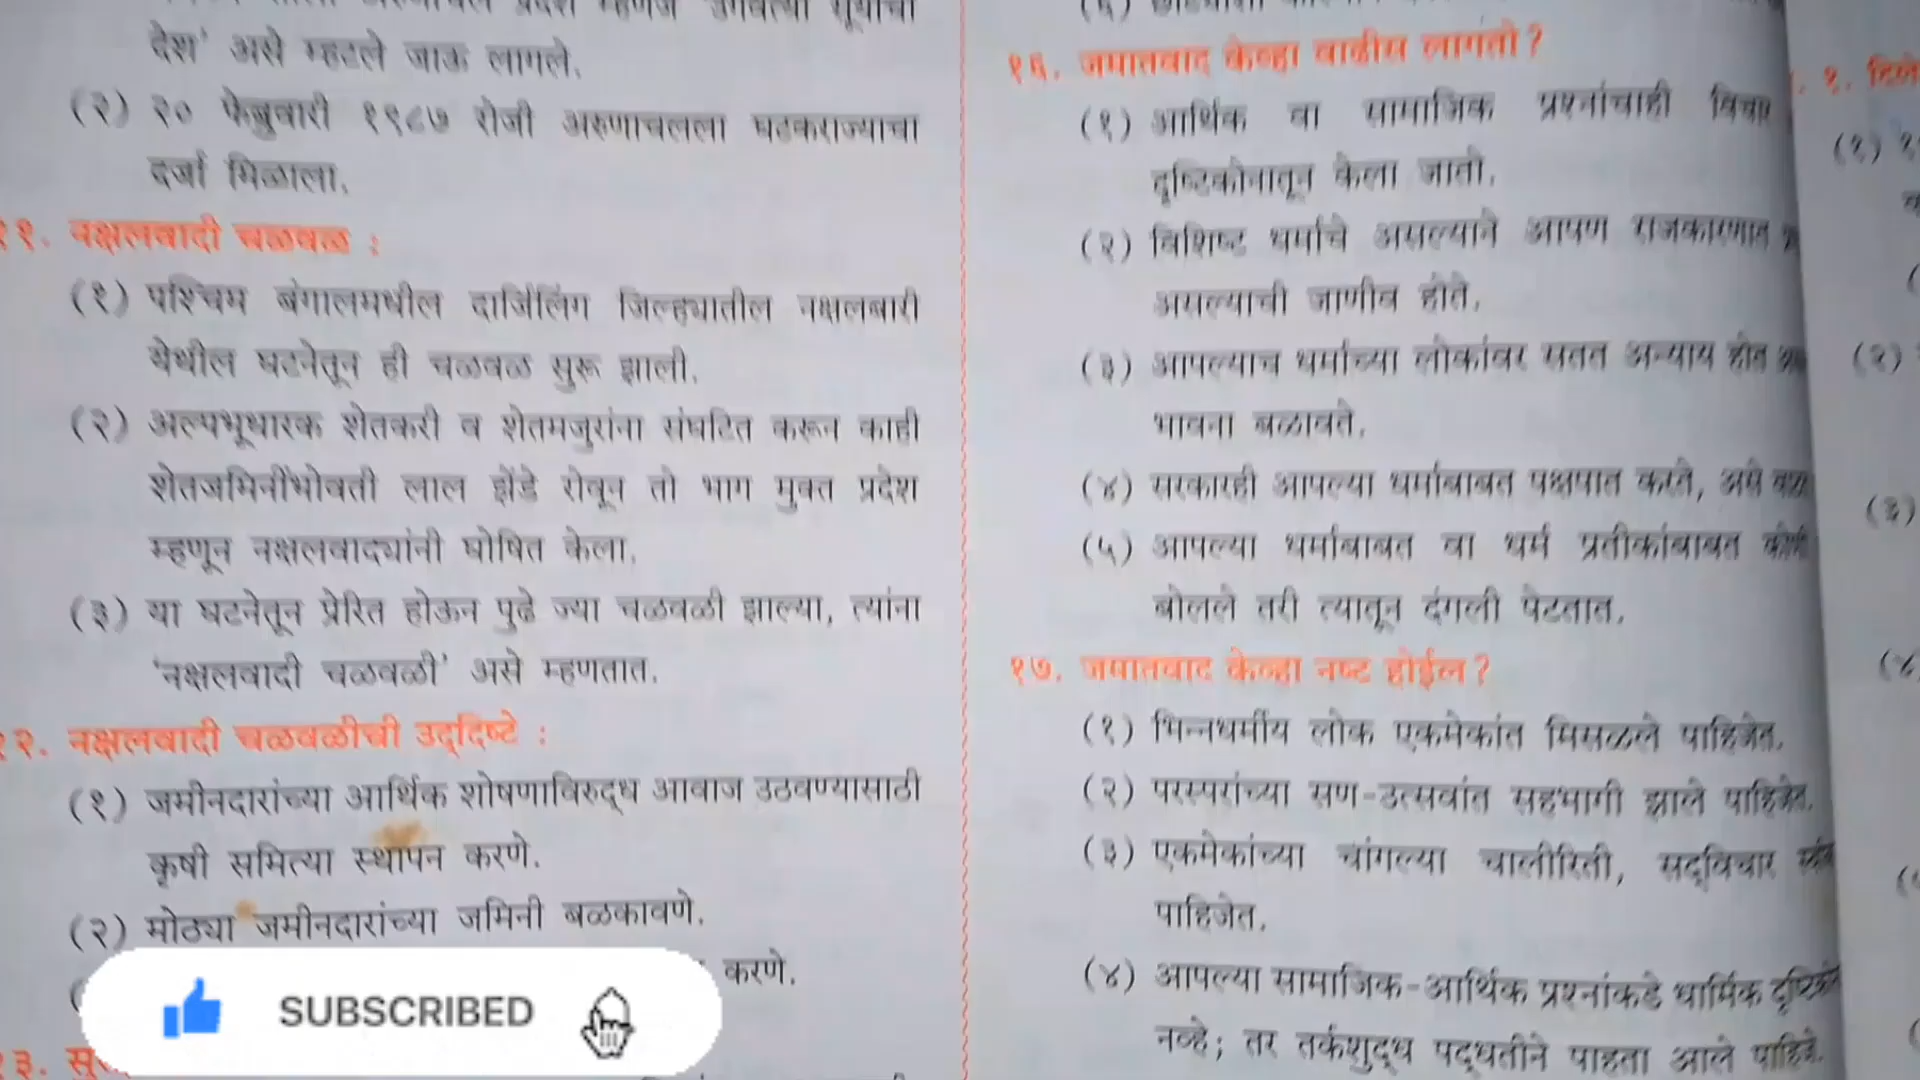 देश' असे म्हटले जाऊ लागले.
(२) २० फेब्रुवारी १९८७ रोजी अरुणाचलला घटकराज्याचा
दर्जा मिळाला.
११. नक्षलवादी चळवळ :
(१) पश्चिम बंगालमधील दार्जिलिंग जिल्ह्यातील नक्षलबारी
येथील घटनेतून ही चळवळ सुरू झाली.
(२) अल्पभूधारक शेतकरी व शेतमजुरांना संघटित करून काही
शेतजमिनींभोवती लाल झेंडे रोवून तो भाग मुक्त प्रदेश
म्हणून नक्षलवाद्यांनी घोषित केला.
(३) या घटनेतून प्रेरित होऊन पुढे ज्या चळवळी झाल्या, त्यांना
'नक्षलवादी चळवळी' असे म्हणतात.
१२. नक्षलवादी चळवळीची उद्दिष्टे :
(१) जमीनदारांच्या आर्थिक शोषणाविरुद्ध आवाज उठवण्यासाठी
कृषी समित्या स्थापन करणे.
(२) मोठ्या जमीनदारांच्या जमिनी बळकावणे.
करणे.
SUBSCRIBED
१६. जमातवाद केव्हा वाढीस लागतो?
(१) आर्थिक वा सामाजिक प्रश्नांचाही विचार
दृष्टिकोनातून केला जातो.
(२) विशिष्ट धर्माचे असल्याने आपण राजकारणात
असल्याची जाणीव होते.
(३) आपल्याच धर्माच्या लोकांवर सतत अन्याय होत
भावना बळावते.
(४) सरकारही आपल्या धर्माबाबत पक्षपात करते, असे
(५) आपल्या धर्माबाबत वा धर्म प्रतीकांबाबत कोणी
बोलले तरी त्यातून दंगली पेटतात.
१७. जमातवाद केव्हा नष्ट होईल?
(१) भिन्नधर्मीय लोक एकमेकांत मिसळले पाहिजेत.
(२) परस्परांच्या सण-उत्सवांत सहभागी झाले पाहिजेत.
(३) एकमेकांच्या चांगल्या चालीरिती, सद्विचार
पाहिजेत.
(४) आपल्या सामाजिक-आर्थिक प्रश्नांकडे धार्मिक
नव्हे; तर तर्कशुद्ध पद्धतीने पाहता आले पाहिजे.
(१)
(२)
(३)